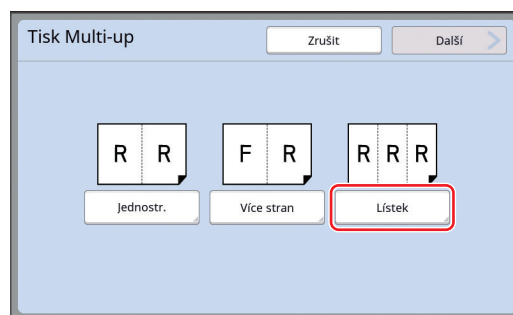 Tisk Multi-up
Zrušit
Další
R R
F R
R R R
Jednostr.
Více stran
Lístek